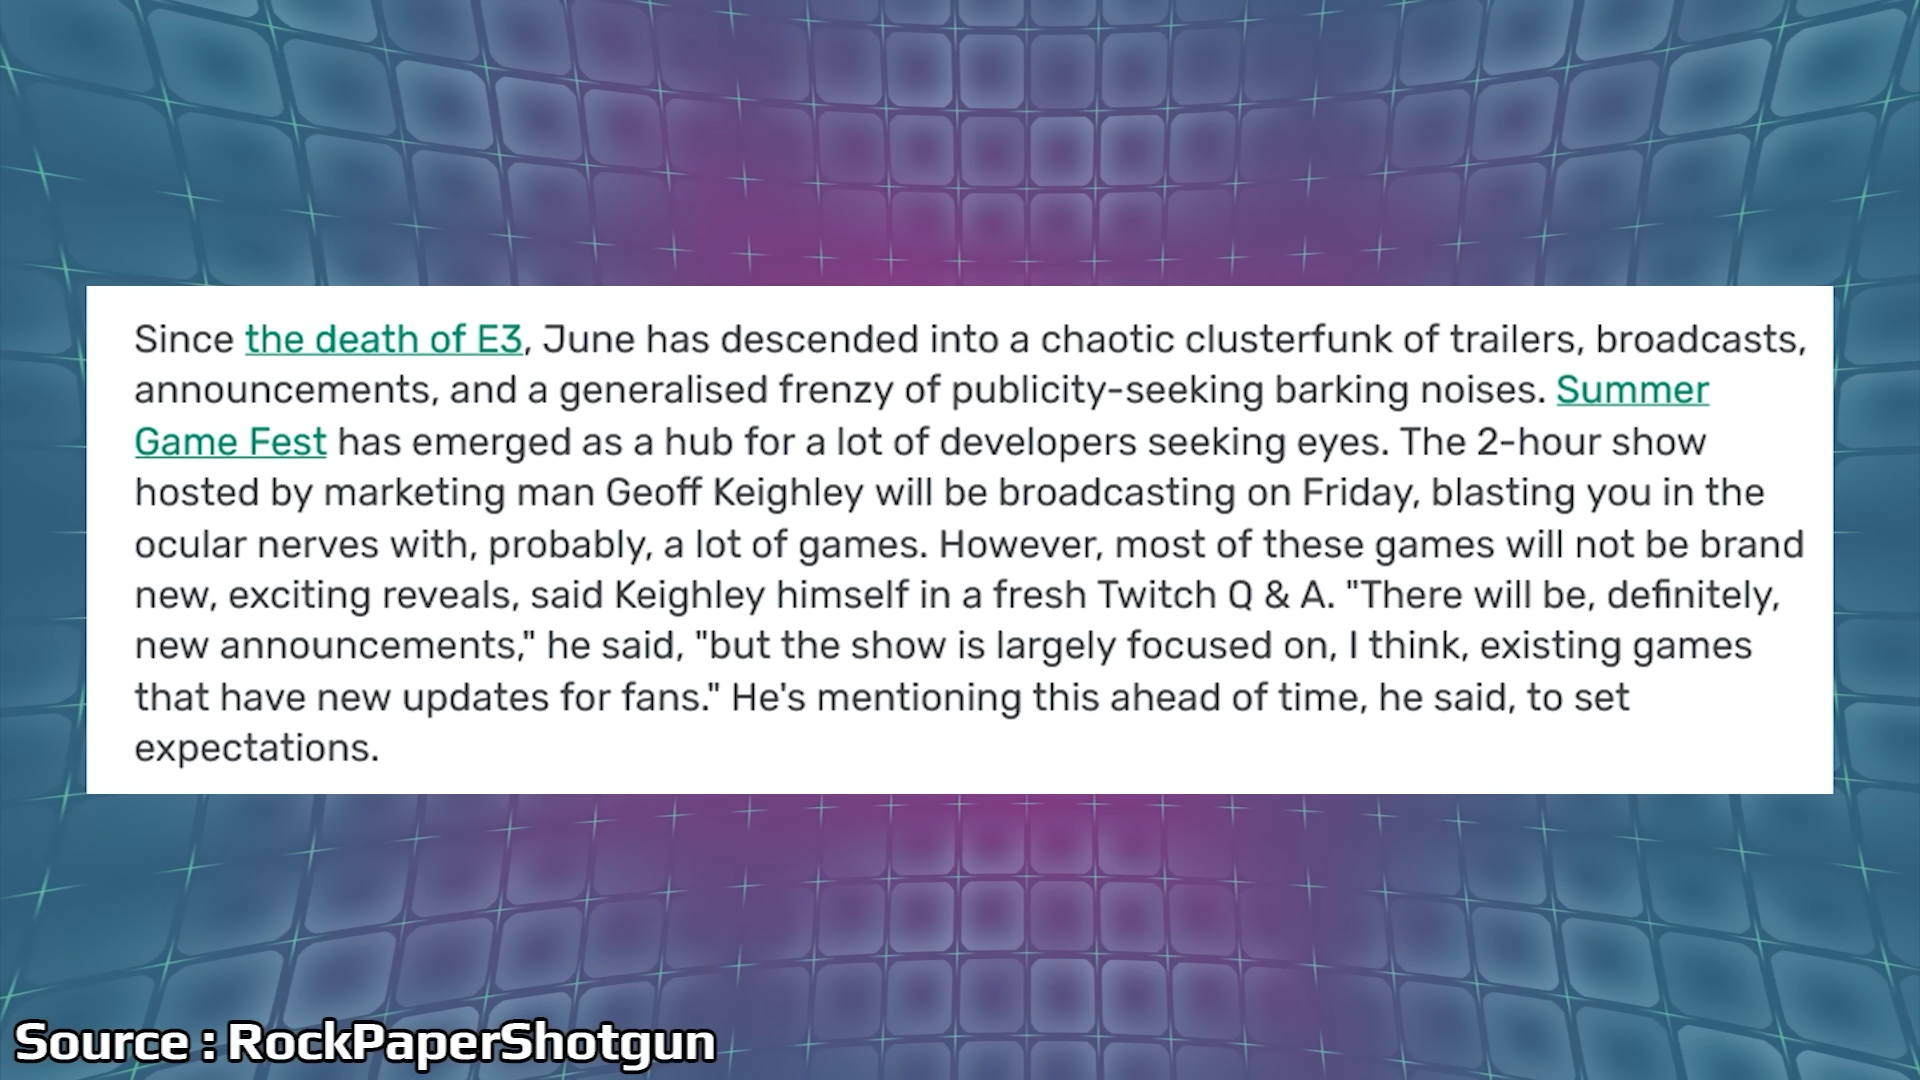 Since the death of E3, June has descended into a chaotic clusterfunk of trailers, broadcasts,
announcements, and a generalised frenzy of publicity-seeking barking noises. Summer
Game Fest has emerged as a hub for a lot of developers seeking eyes. The 2-hour show
hosted by marketing man Geoff Keighley will be broadcasting on Friday, blasting you in the
ocular nerves with, probably, a lot of games. However, most of these games will not be brand
new, exciting reveals, said Keighley himself in a fresh Twitch Q & A. "There will be, definitely,
new announcements," he said, "but the show is largely focused on, I think, existing games
that have new updates for fans." He's mentioning this ahead of time, he said, to set
expectations.
Source : RockPaperShotgun